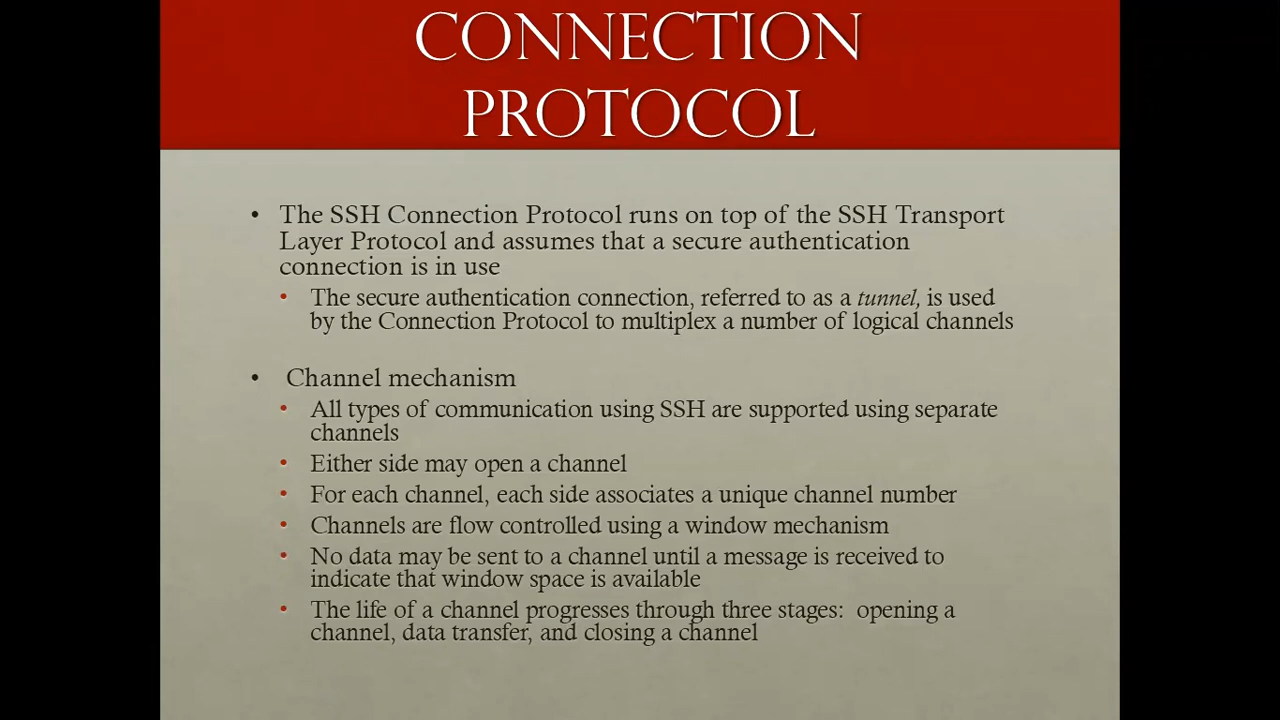 CONNECTION
PROTOCOL
• The SSH Connection Protocol runs on top of the SSH Transport
Layer Protocol and assumes that a secure authentication
connection is in use
• The secure authentication connection, referred to as a tunnel, is used
by the Connection Protocol to multiplex a number of logical channels
• Channel mechanism
• All types of communication using SSH are supported using separate
channels
• Either side may open a channel
• For each channel, each side associates a unique channel number
• Channels are flow controlled using a window mechanism
• No data may be sent to a channel until a message is received to
indicate that window space is available
• The life of a channel progresses through three stages: opening a
channel, data transfer, and closing a channel